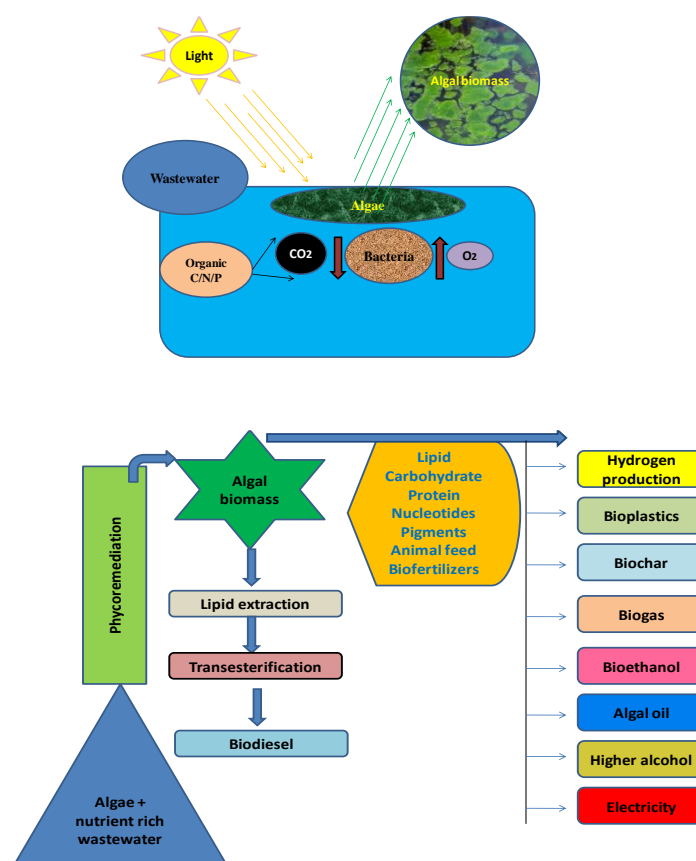 Light
Algal biomass
Wastewater
Algae
Organic
C/N/P
CO2
Bacteria
O2
Lipid
Carbohydrate
Protein
Nucleotides
Pigments
Animal feed
Biofertilizers
Algal
biomass
Phycoremediation
Lipid extraction
Transesterification
Biodiesel
Algae +
nutrient rich
wastewater
Hydrogen
production
Bioplastics
Biochar
Biogas
Bioethanol
Algal oil
Higher alcohol
Electricity